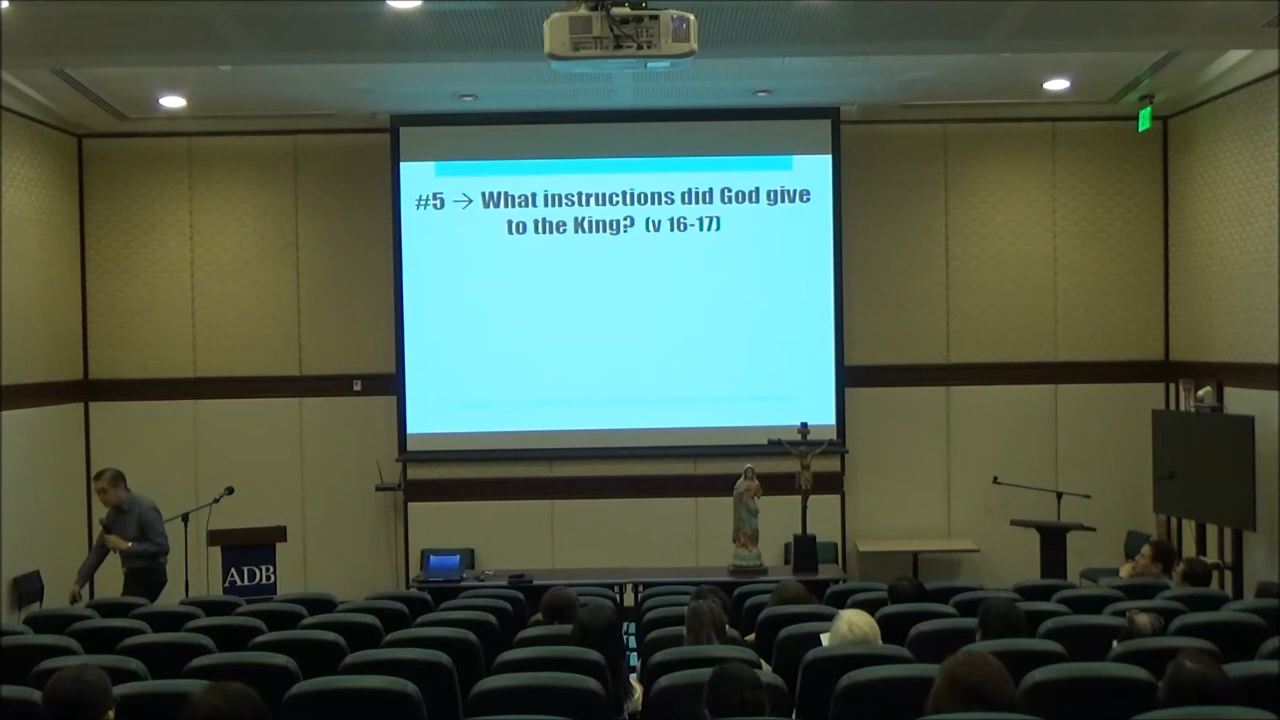 #5 → What instructions did God give
to the King? (v 16-17)
ADB